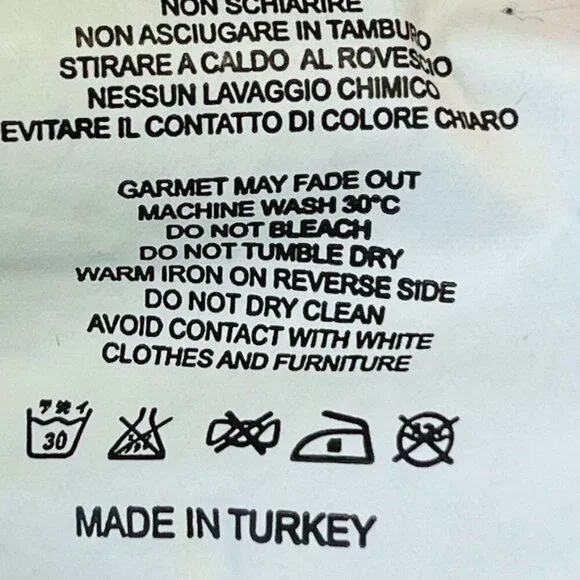 NON SCHIARIRE
NON ASCIUGARE IN TAMBURO
STIRARE A CALDO AL ROVESCIO
NESSUN LAVAGGIO CHIMICO
EVITARE IL CONTATTO DI COLORE CHIARO
GARMET MAY FADE OUT
MACHINE WASH 30°C
DO NOT BLEACH
DO NOT TUMBLE DRY
WARM IRON ON REVERSE SIDE
DO NOT DRY CLEAN
AVOID CONTACT WITH WHITE
CLOTHES AND FURNITURE
30
MADE IN TURKEY